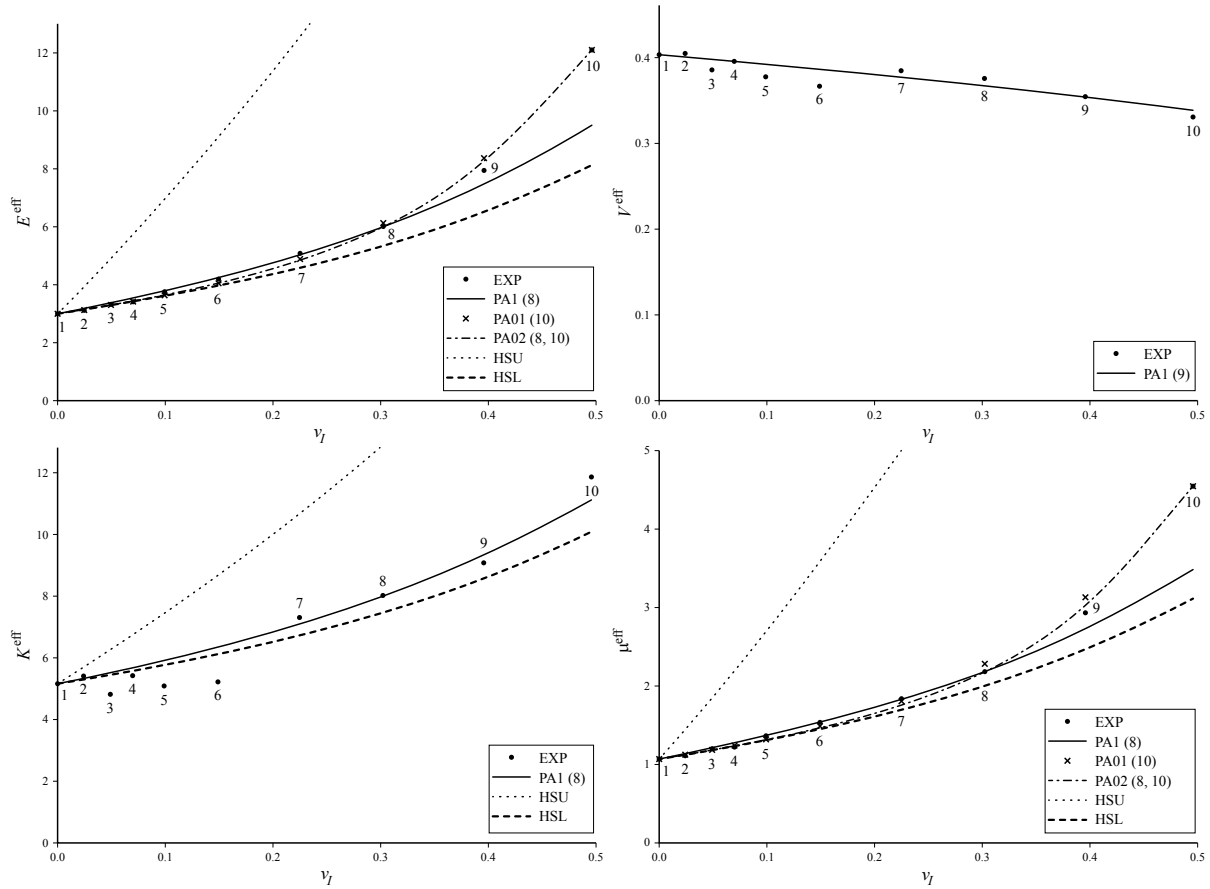 12
10
8
6
4
2
0
E^eff
0.0 0.1 0.2 0.3 0.4 0.5
v_I
1 2 3 4 5 6 7 8 9 10
EXP
PA1 (8)
PA01 (10)
PA02 (8, 10)
HSU
HSL
0.4
0.3
0.2
0.1
0.0
V^eff
0.0 0.1 0.2 0.3 0.4 0.5
v_I
1 2 3 4 5 6 7 8 9 10
EXP
PA1 (9)
12
10
8
6
4
2
0
K^eff
0.0 0.1 0.2 0.3 0.4 0.5
v_I
1 2 3 4 5 6 7 8 9 10
EXP
PA1 (8)
HSU
HSL
5
4
3
2
1
0
μ^eff
0.0 0.1 0.2 0.3 0.4 0.5
v_I
1 2 3 4 5 6 7 8 9 10
EXP
PA1 (8)
PA01 (10)
PA02 (8, 10)
HSU
HSL